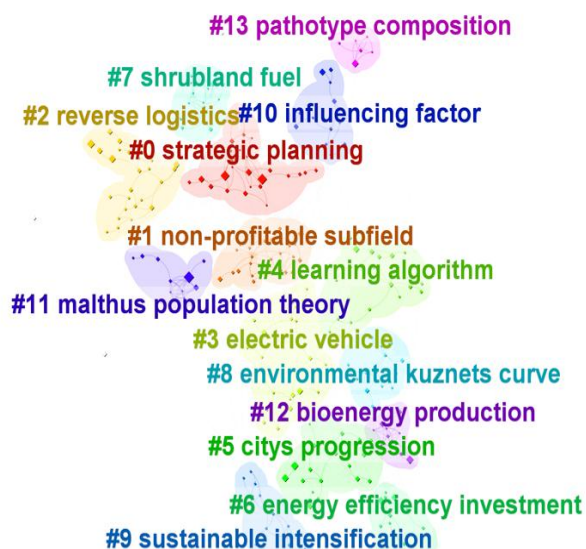 #13 pathotype composition
#7 shrubland fuel
#2 reverse logistics
#10 influencing factor
#0 strategic planning
#1 non-profitable subfield
#4 learning algorithm
#11 malthus population theory
#3 electric vehicle
#8 environmental kuznets curve
#12 bioenergy production
#5 citys progression
#6 energy efficiency investment
#9 sustainable intensification